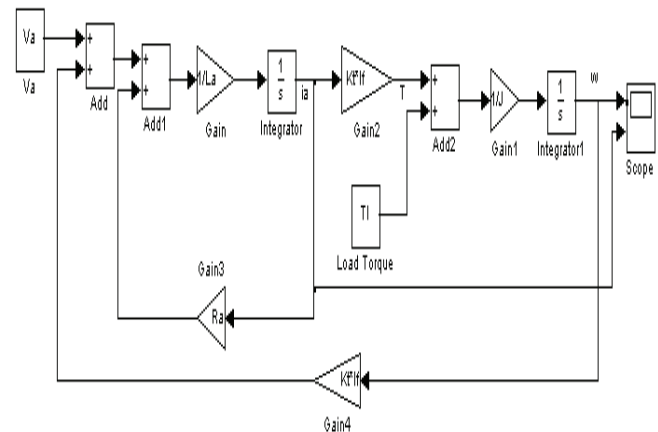 Va
Va
+
+
Add
+
+
Add1
1/La
Gain
1
s
Integrator
ia
Kf*If
Gain2
T
+
+
Add2
1/J
Gain1
1
s
Integrator1
w
Scope
Tl
Load Torque
Gain3
Ra
Kf*If
Gain4